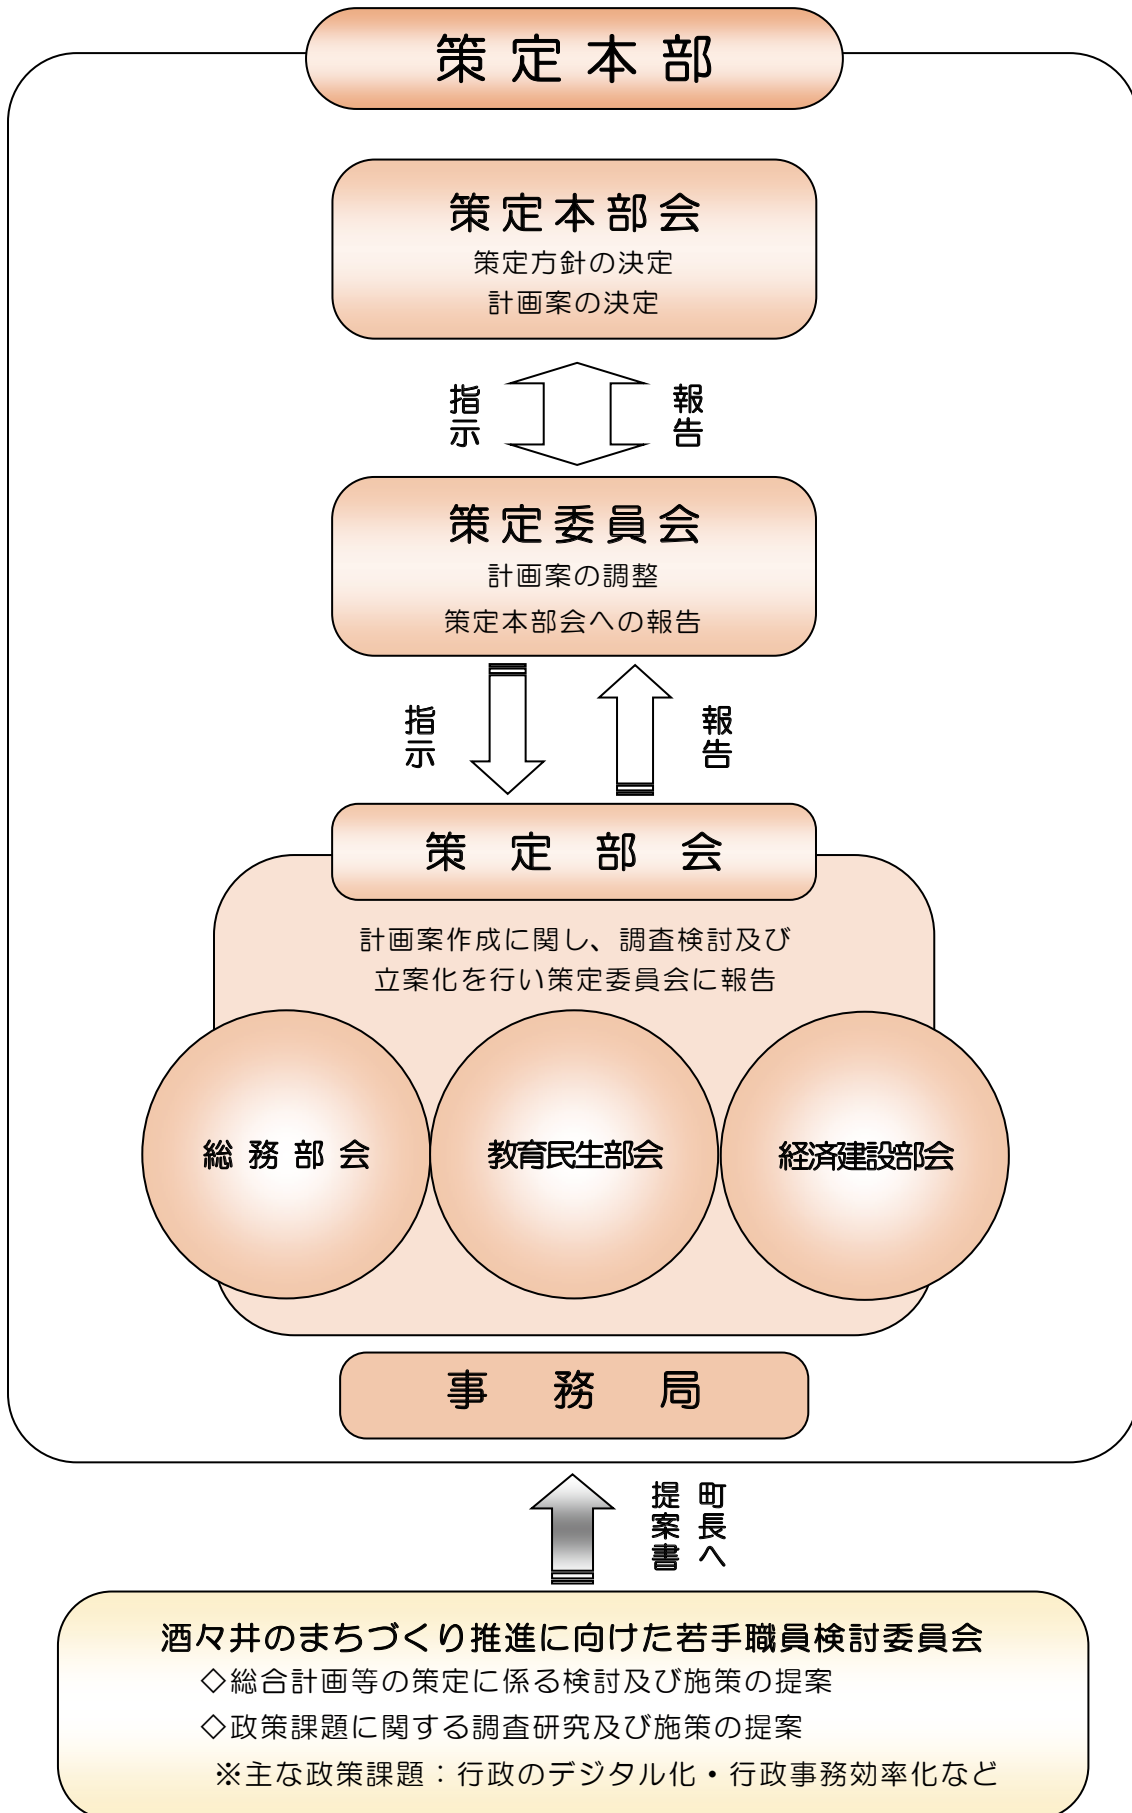 策定本部
策定本部会
策定方針の決定
計画案の決定
指示
報告
策定委員会
計画案の調整
策定本部会への報告
指示
報告
策定部会
計画案作成に関し、調査検討及び
立案化を行い策定委員会に報告
総務部会
教育民生部会
経済建設部会
事務局
町長へ
提案書
酒々井のまちづくり推進に向けた若手職員検討委員会
◇総合計画等の策定に係る検討及び施策の提案
◇政策課題に関する調査研究及び施策の提案
※主な政策課題：行政のデジタル化・行政事務効率化など